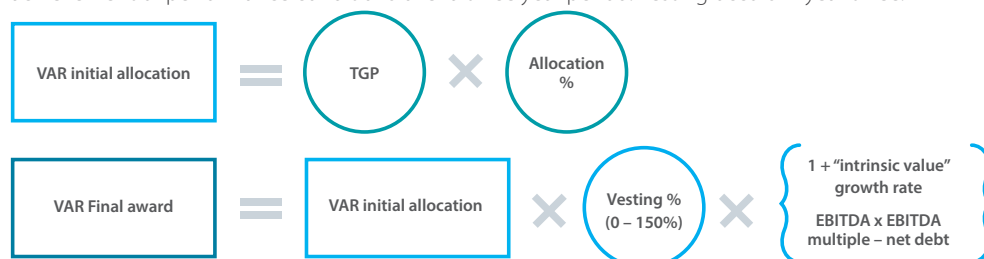 VAR initial allocation = TGP × Allocation
%
VAR Final award = VAR initial allocation × Vesting %
(0 – 150%) × 1 + “intrinsic value”
growth rate
EBITDA x EBITDA
multiple – net debt